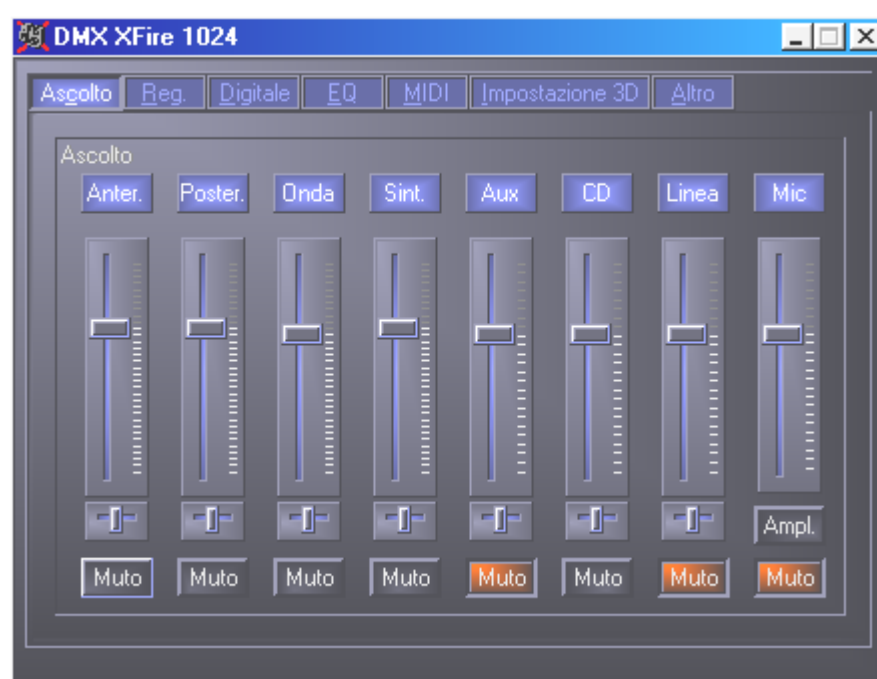 DMX XFire 1024
Ascolto Reg. Digitale EQ MIDI Impostazione 3D Altro
Ascolto
Anter. Poster. Onda Sint. Aux CD Linea Mic
Ampl.
Muto Muto Muto Muto Muto Muto Muto Muto